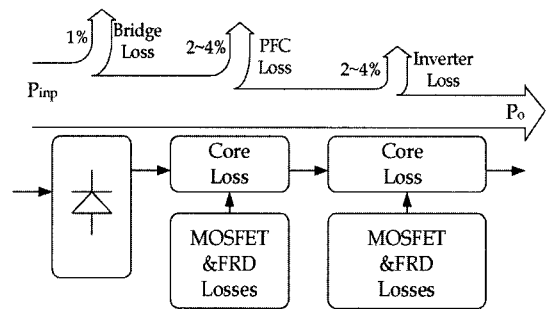 1%
Bridge
Loss
2~4%
PFC
Loss
2~4%
Inverter
Loss
Pinp
Po
Core
Loss
Core
Loss
MOSFET
&FRD
Losses
MOSFET
&FRD
Losses